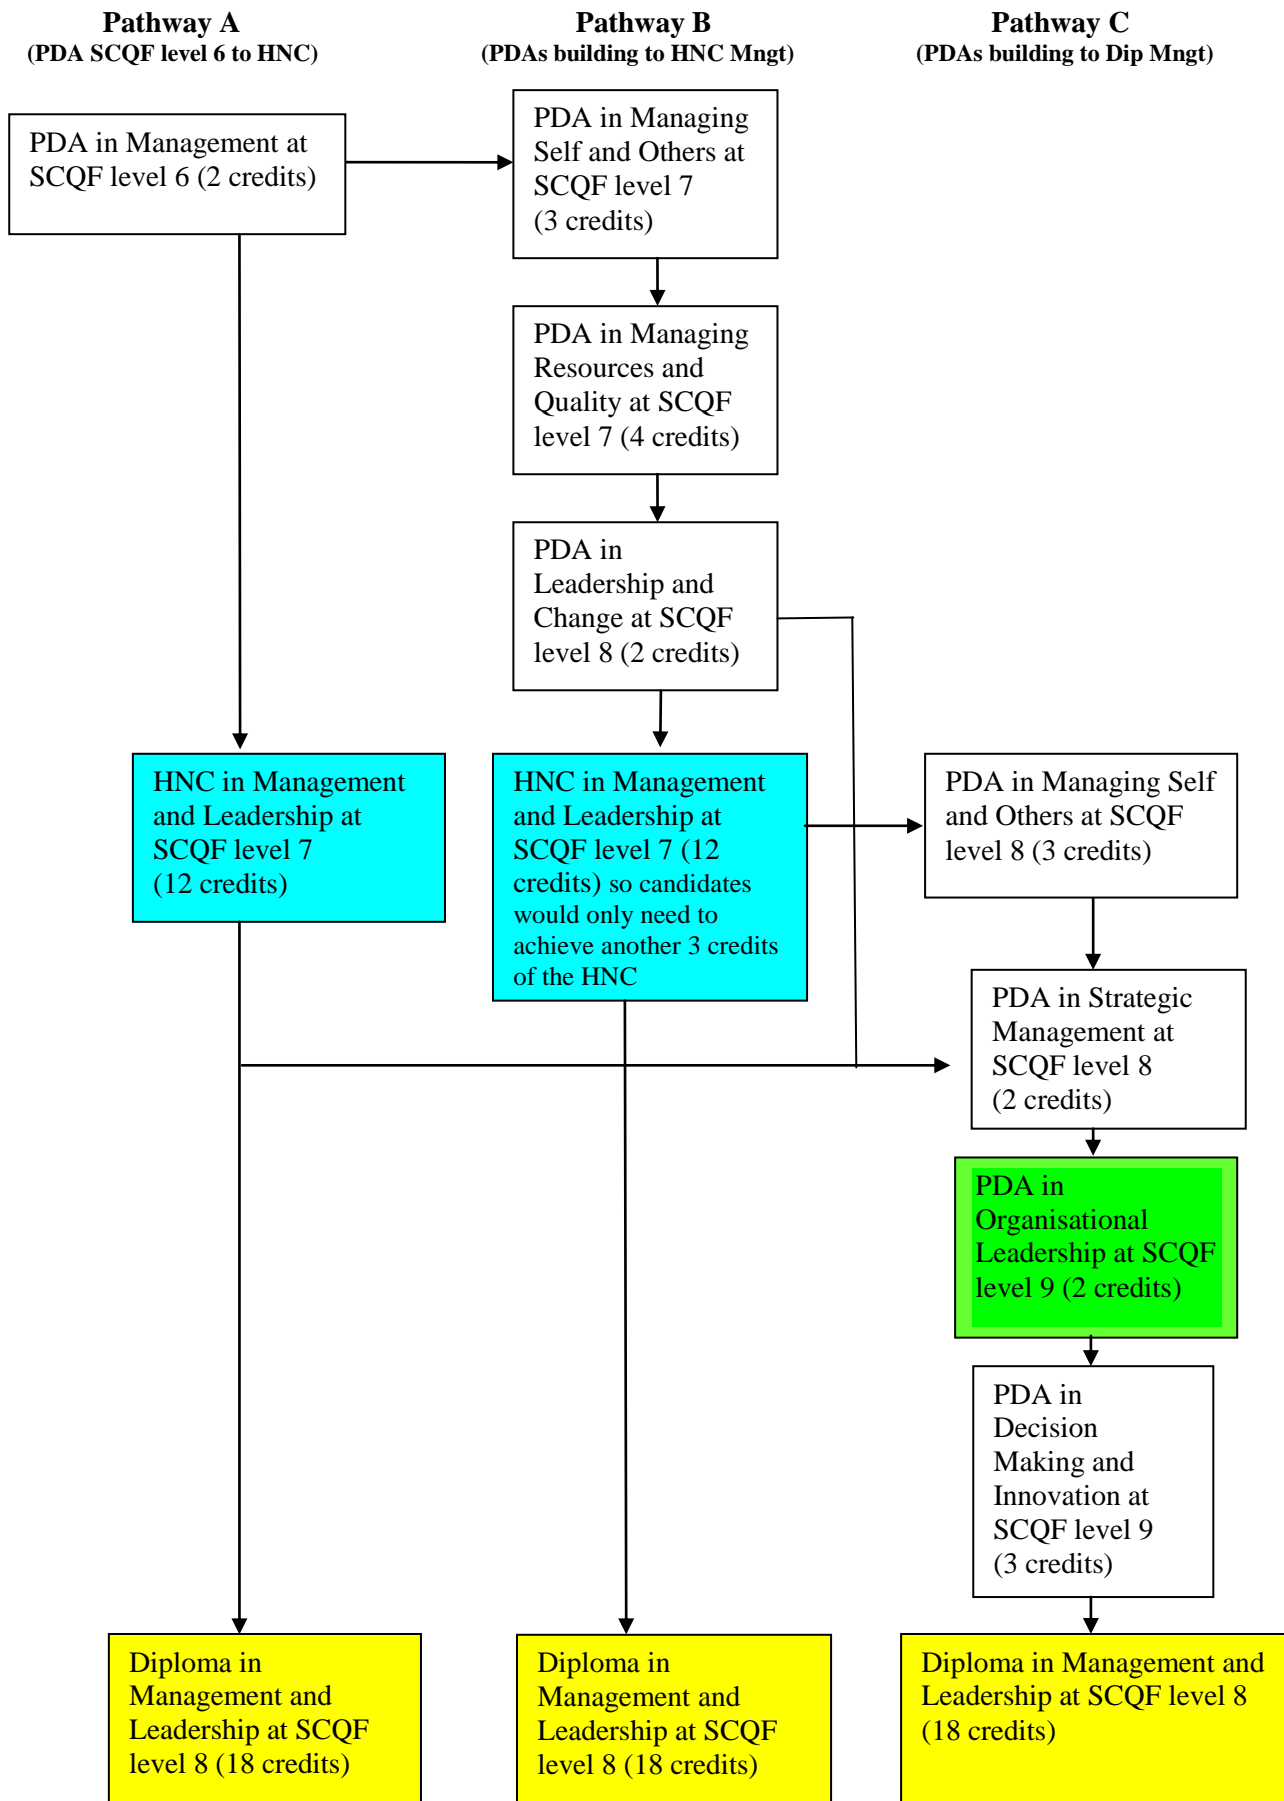 Pathway A
(PDA SCQF level 6 to HNC)
Pathway B
(PDAs building to HNC Mngt)
Pathway C
(PDAs building to Dip Mngt)
PDA in Management at
SCQF level 6 (2 credits)
PDA in Managing
Self and Others at
SCQF level 7
(3 credits)
PDA in Managing
Resources and
Quality at SCQF
level 7 (4 credits)
PDA in
Leadership and
Change at SCQF
level 8 (2 credits)
HNC in Management
and Leadership at
SCQF level 7
(12 credits)
HNC in Management
and Leadership at
SCQF level 7 (12
credits) so candidates
would only need to
achieve another 3 credits
of the HNC
PDA in Managing Self
and Others at SCQF
level 8 (3 credits)
PDA in Strategic
Management at
SCQF level 8
(2 credits)
PDA in
Organisational
Leadership at SCQF
level 9 (2 credits)
PDA in
Decision
Making and
Innovation at
SCQF level 9
(3 credits)
Diploma in
Management and
Leadership at SCQF
level 8 (18 credits)
Diploma in
Management and
Leadership at SCQF
level 8 (18 credits)
Diploma in Management and
Leadership at SCQF level 8
(18 credits)